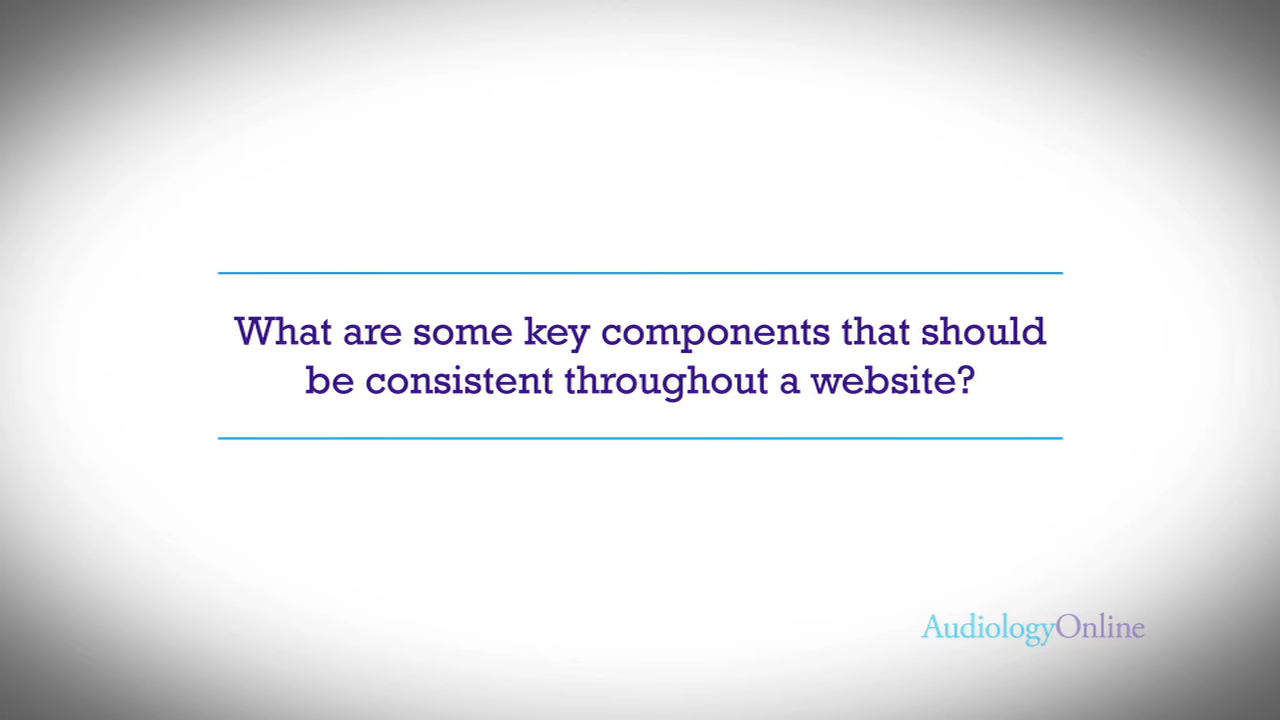 What are some key components that should
be consistent throughout a website?
AudiologyOnline